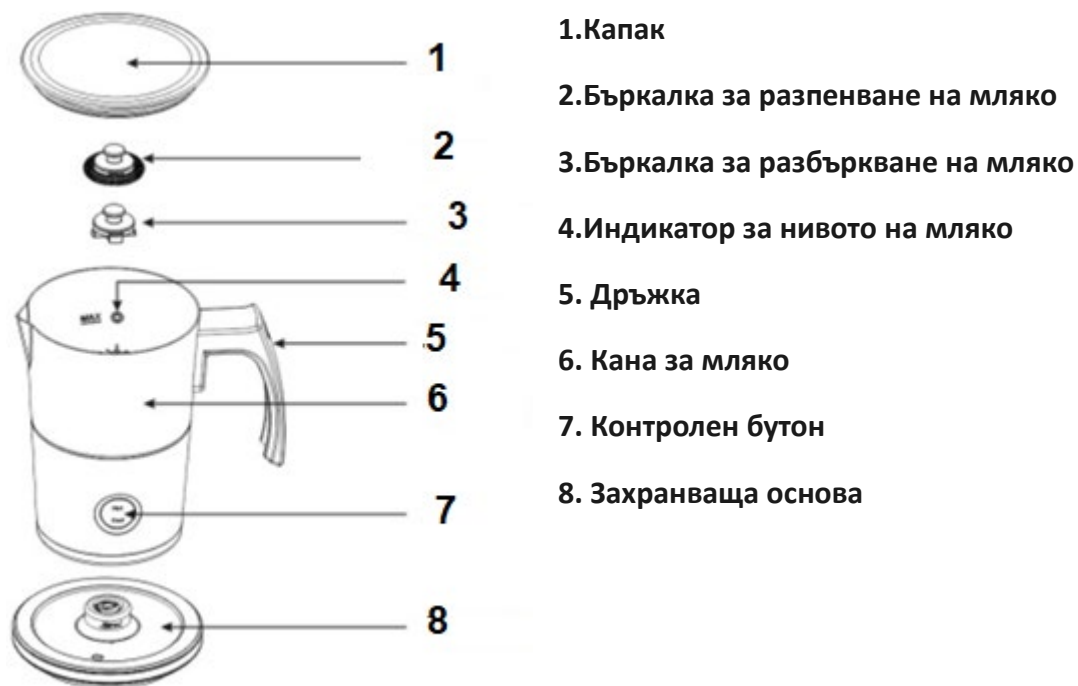 1
2
3
4
5
6
7
8
MAX
1.Капак
2.Бъркалка за разпенване на мляко
3.Бъркалка за разбъркване на мляко
4.Индикатор за нивото на мляко
5. Дръжка
6. Кана за мляко
7. Контролен бутон
8. Захранваща основа